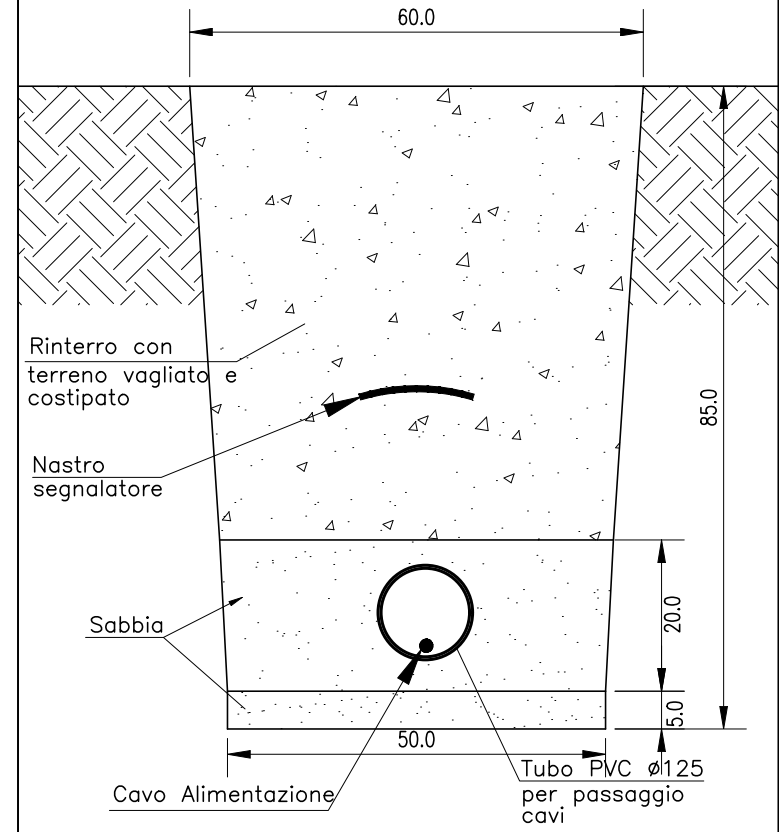 60.0
Rinterro con
terreno vagliato e
costipato
85.0
Nastro
segnalatore
Sabbia
20.0
5.0
50.0
Cavo Alimentazione
Tubo PVC ø125
per passaggio
cavi